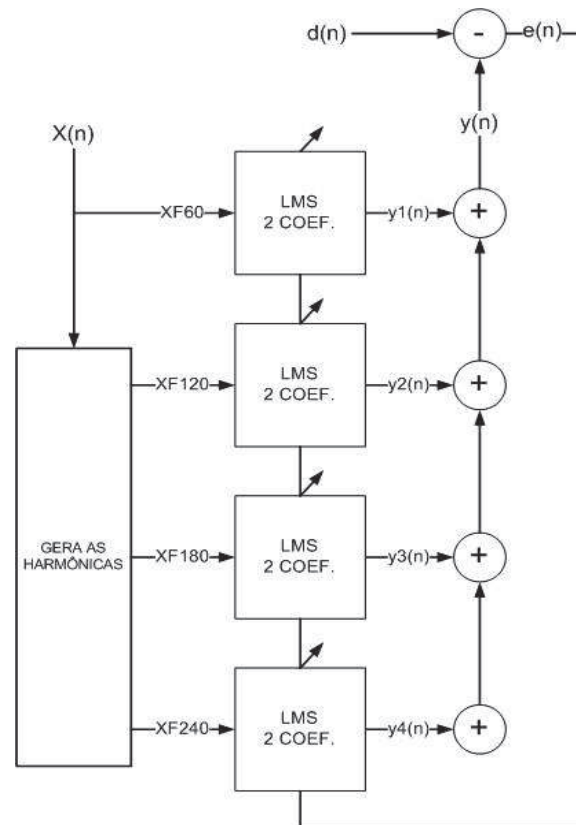 d(n)
-
e(n)
X(n)
y(n)
XF60
LMS
2 COEF.
y1(n)
+
XF120
LMS
2 COEF.
y2(n)
+
GERA AS
HARMÔNICAS
XF180
LMS
2 COEF.
y3(n)
+
XF240
LMS
2 COEF.
y4(n)
+